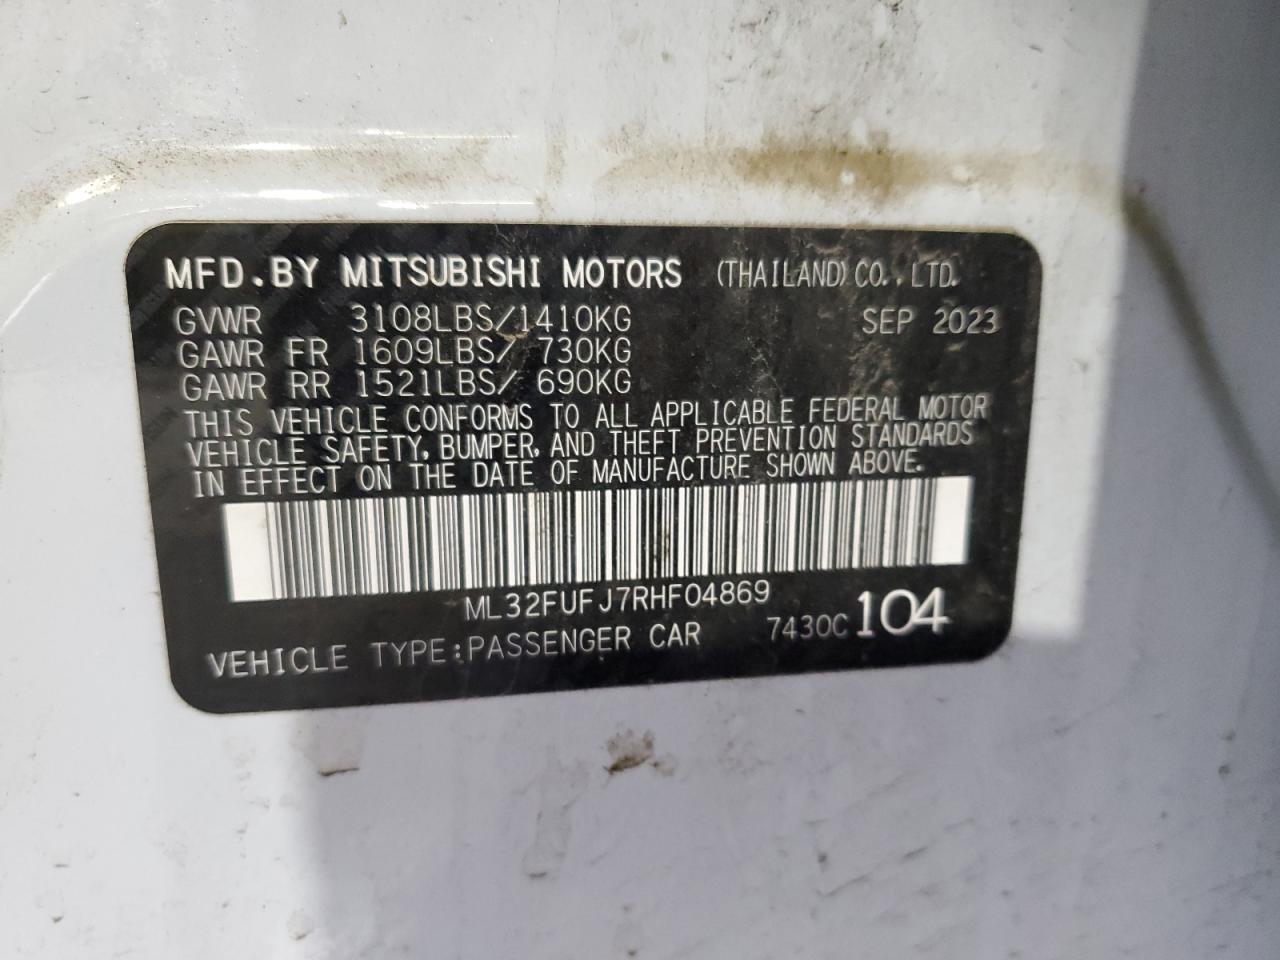 MFD.BY MITSUBISHI MOTORS (THAILAND)CO.,LTD.
GVWR 3108LBS/1410KG SEP 2023
GAWR FR 1609LBS/ 730KG
GAWR RR 1521LBS/ 690KG
THIS VEHICLE CONFORMS TO ALL APPLICABLE FEDERAL MOTOR
VEHICLE SAFETY, BUMPER, AND THEFT PREVENTION STANDARDS
IN EFFECT ON THE DATE OF MANUFACTURE SHOWN ABOVE.
ML32FUFJ7RHF04869
VEHICLE TYPE:PASSENGER CAR 7430C 104